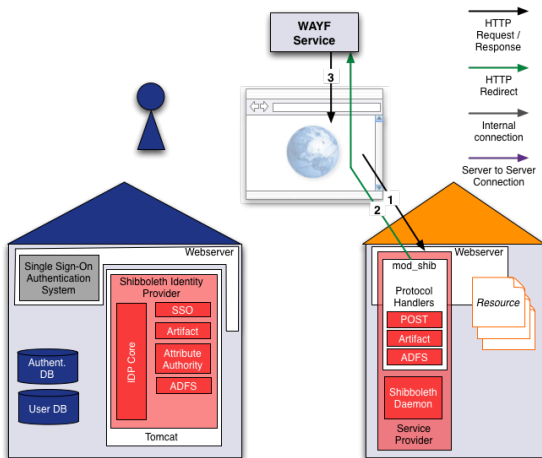 WAYF
Service
3
HTTP
Request /
Response
HTTP
Redirect
Internal
connection
Server to Server
Connection
1
2
Webserver
Single Sign-On
Authentication
System
Shibboleth Identity
Provider
SSO
Artifact
Attribute
Authority
ADFS
IDP Core
Tomcat
Authent.
DB
User DB
Webserver
mod_shib
Protocol
Handlers
POST
Artifact
ADFS
Shibboleth
Daemon
Service
Provider
Resource